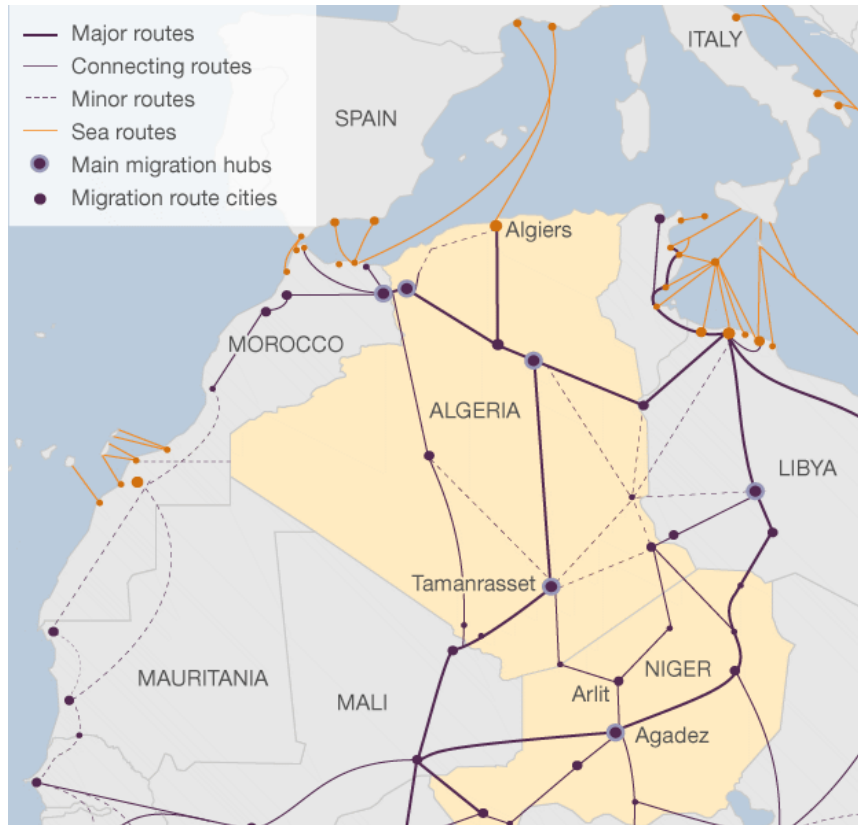 Major routes
Connecting routes
Minor routes
Sea routes
Main migration hubs
Migration route cities
ITALY
SPAIN
Algiers
MOROCCO
ALGERIA
LIBYA
Tamanrasset
MAURITANIA
MALI
NIGER
Arlit
Agadez